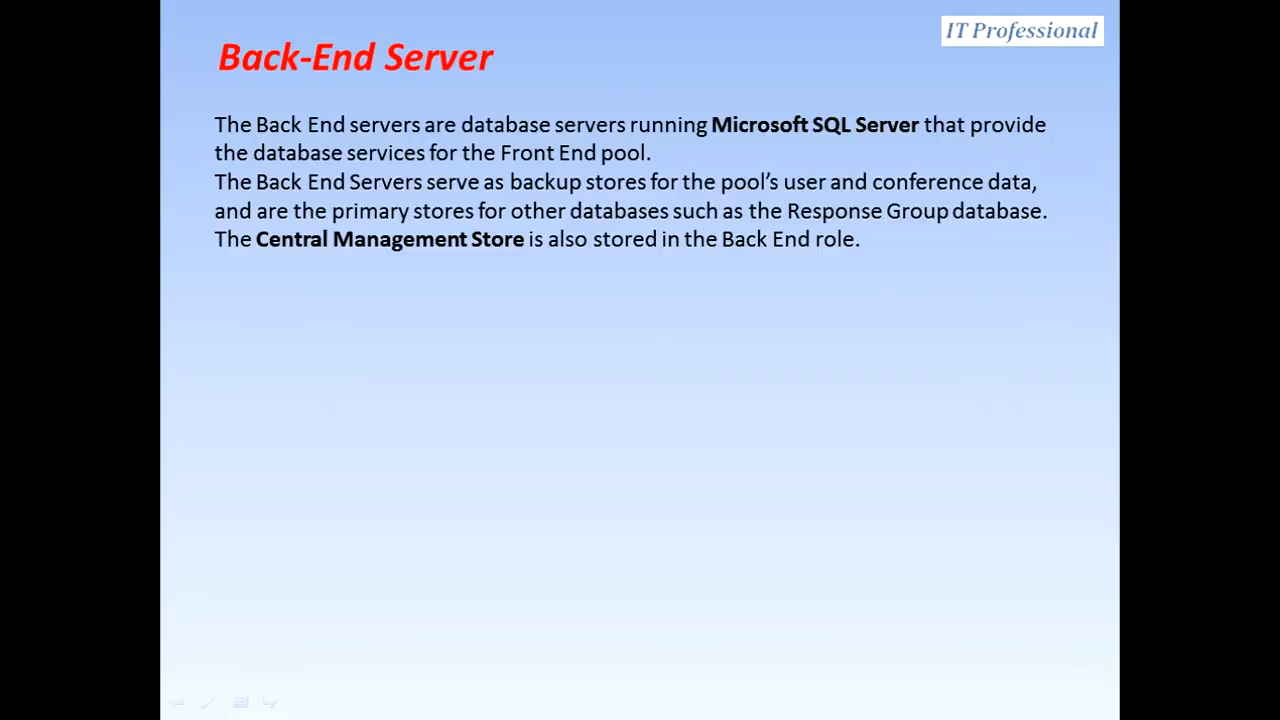 IT Professional
Back-End Server
The Back End servers are database servers running Microsoft SQL Server that provide
the database services for the Front End pool.
The Back End Servers serve as backup stores for the pool’s user and conference data,
and are the primary stores for other databases such as the Response Group database.
The Central Management Store is also stored in the Back End role.